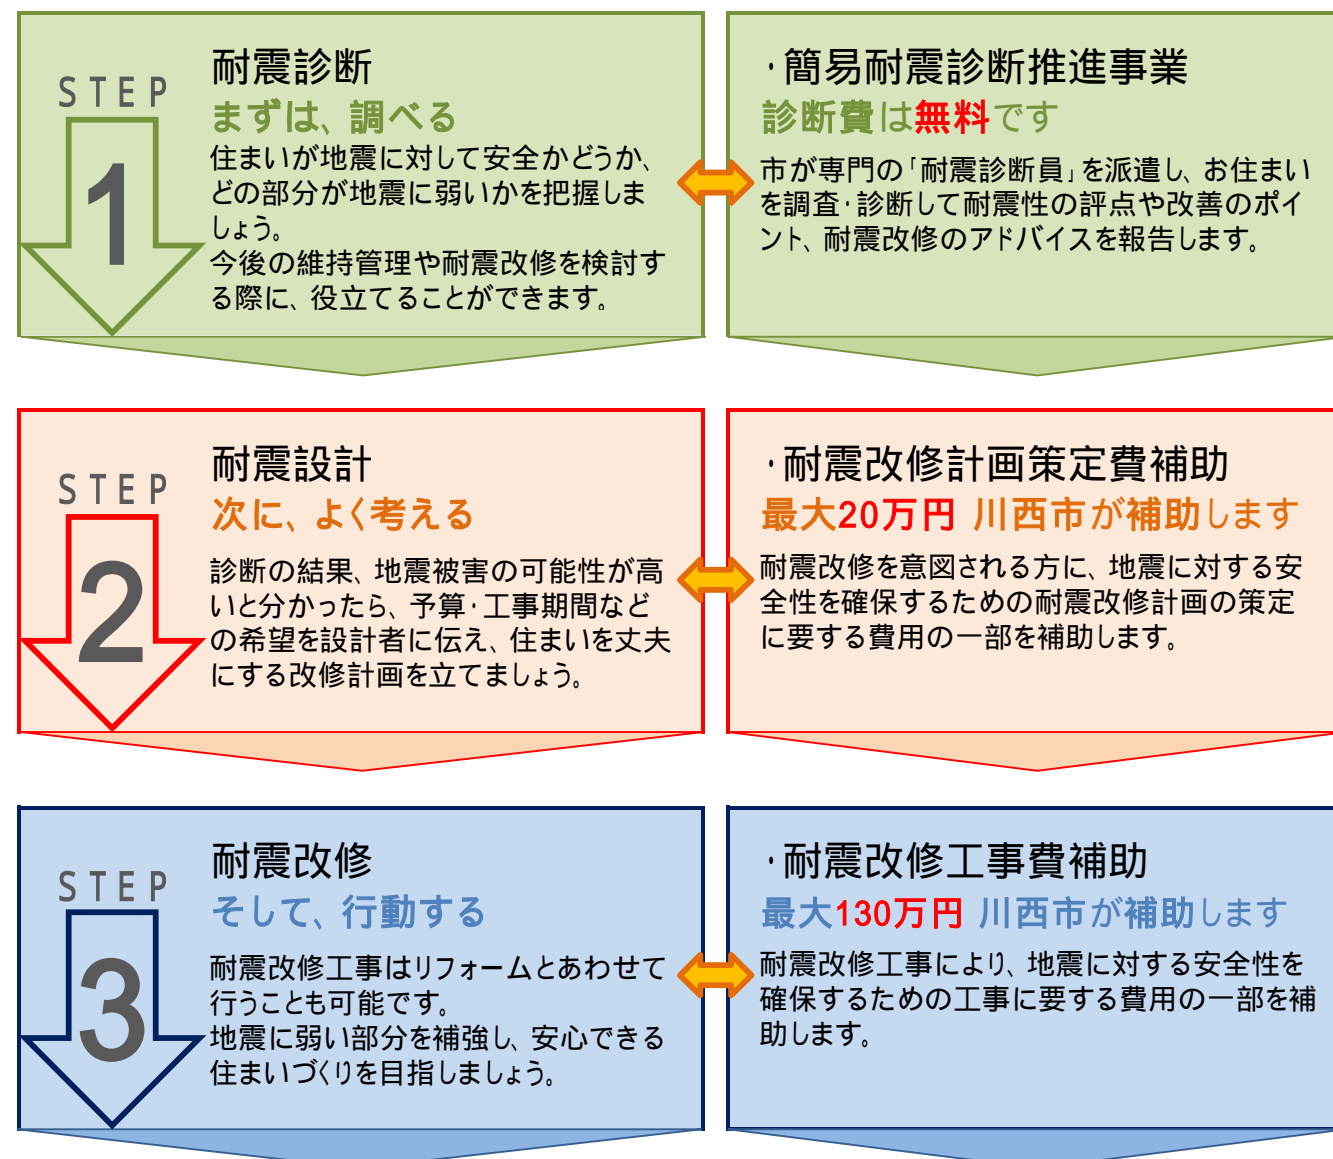 STEP
1
耐震診断
まずは、調べる
住まいが地震に対して安全かどうか、
どの部分が地震に弱いかを把握しま
しょう。
今後の維持管理や耐震改修を検討す
る際に、役立てることができます。
・簡易耐震診断推進事業
診断費は無料です
市が専門の「耐震診断員」を派遣し、お住まい
を調査・診断して耐震性の評点や改善のポイ
ント、耐震改修のアドバイスを報告します。
STEP
2
耐震設計
次に、よく考える
診断の結果、地震被害の可能性が高
いと分かったら、予算・工事期間など
の希望を設計者に伝え、住まいを丈夫
にする改修計画を立てましょう。
・耐震改修計画策定費補助
最大20万円 川西市が補助します
耐震改修を意図される方に、地震に対する安
全性を確保するための耐震改修計画の策定
に要する費用の一部を補助します。
STEP
3
耐震改修
そして、行動する
耐震改修工事はリフォームとあわせて
行うことも可能です。
地震に弱い部分を補強し、安心できる
住まいづくりを目指しましょう。
・耐震改修工事費補助
最大130万円 川西市が補助します
耐震改修工事により、地震に対する安全性を
確保するための工事に要する費用の一部を補
助します。